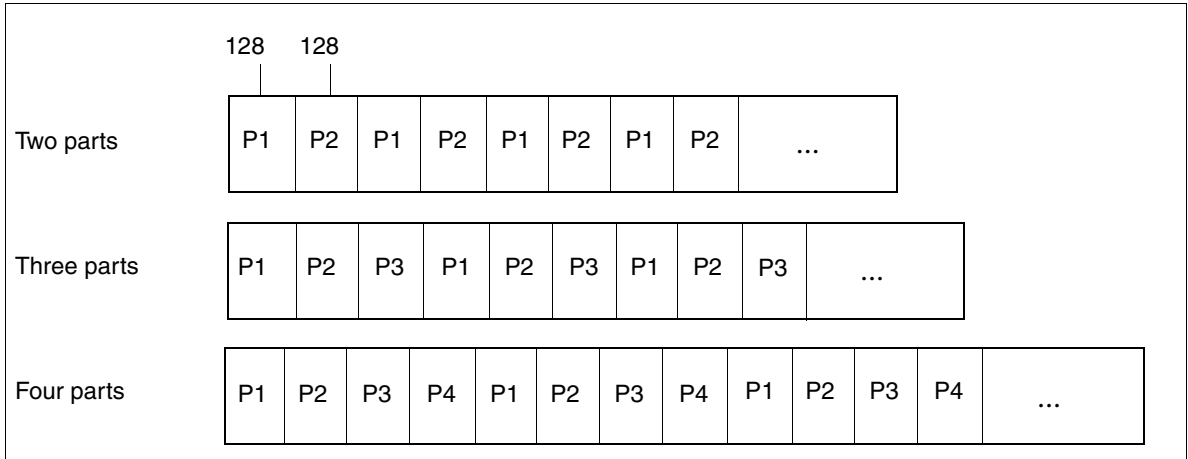 128 128
Two parts P1 P2 P1 P2 P1 P2 P1 P2 ...
Three parts P1 P2 P3 P1 P2 P3 P1 P2 P3 ...
Four parts P1 P2 P3 P4 P1 P2 P3 P4 P1 P2 P3 P4 ...